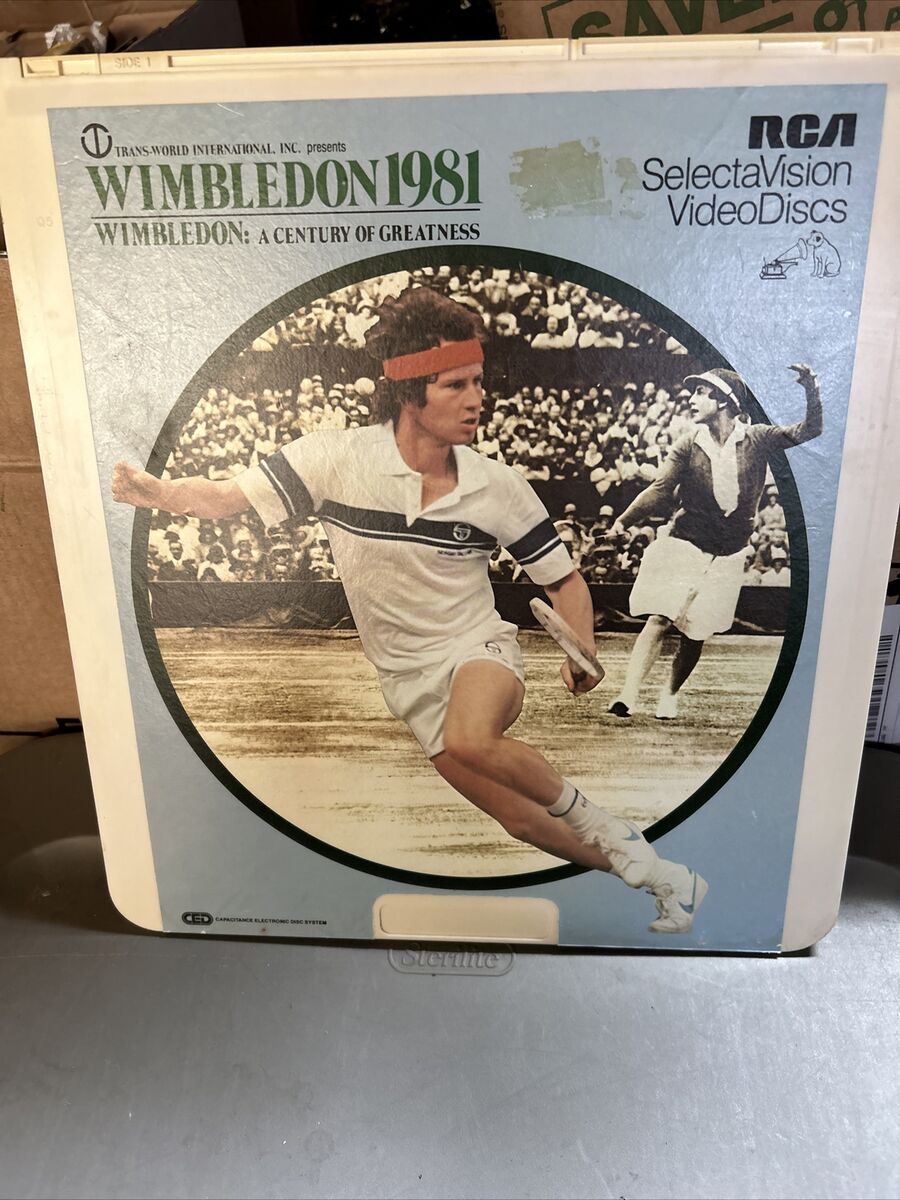 SAVE
SIDE 1
TRANS-WORLD INTERNATIONAL, INC. presents
WIMBLEDON 1981
WIMBLEDON: A CENTURY OF GREATNESS
RCA
SelectaVision
VideoDiscs
CED CAPACITANCE ELECTRONIC DISC SYSTEM
Sterilite